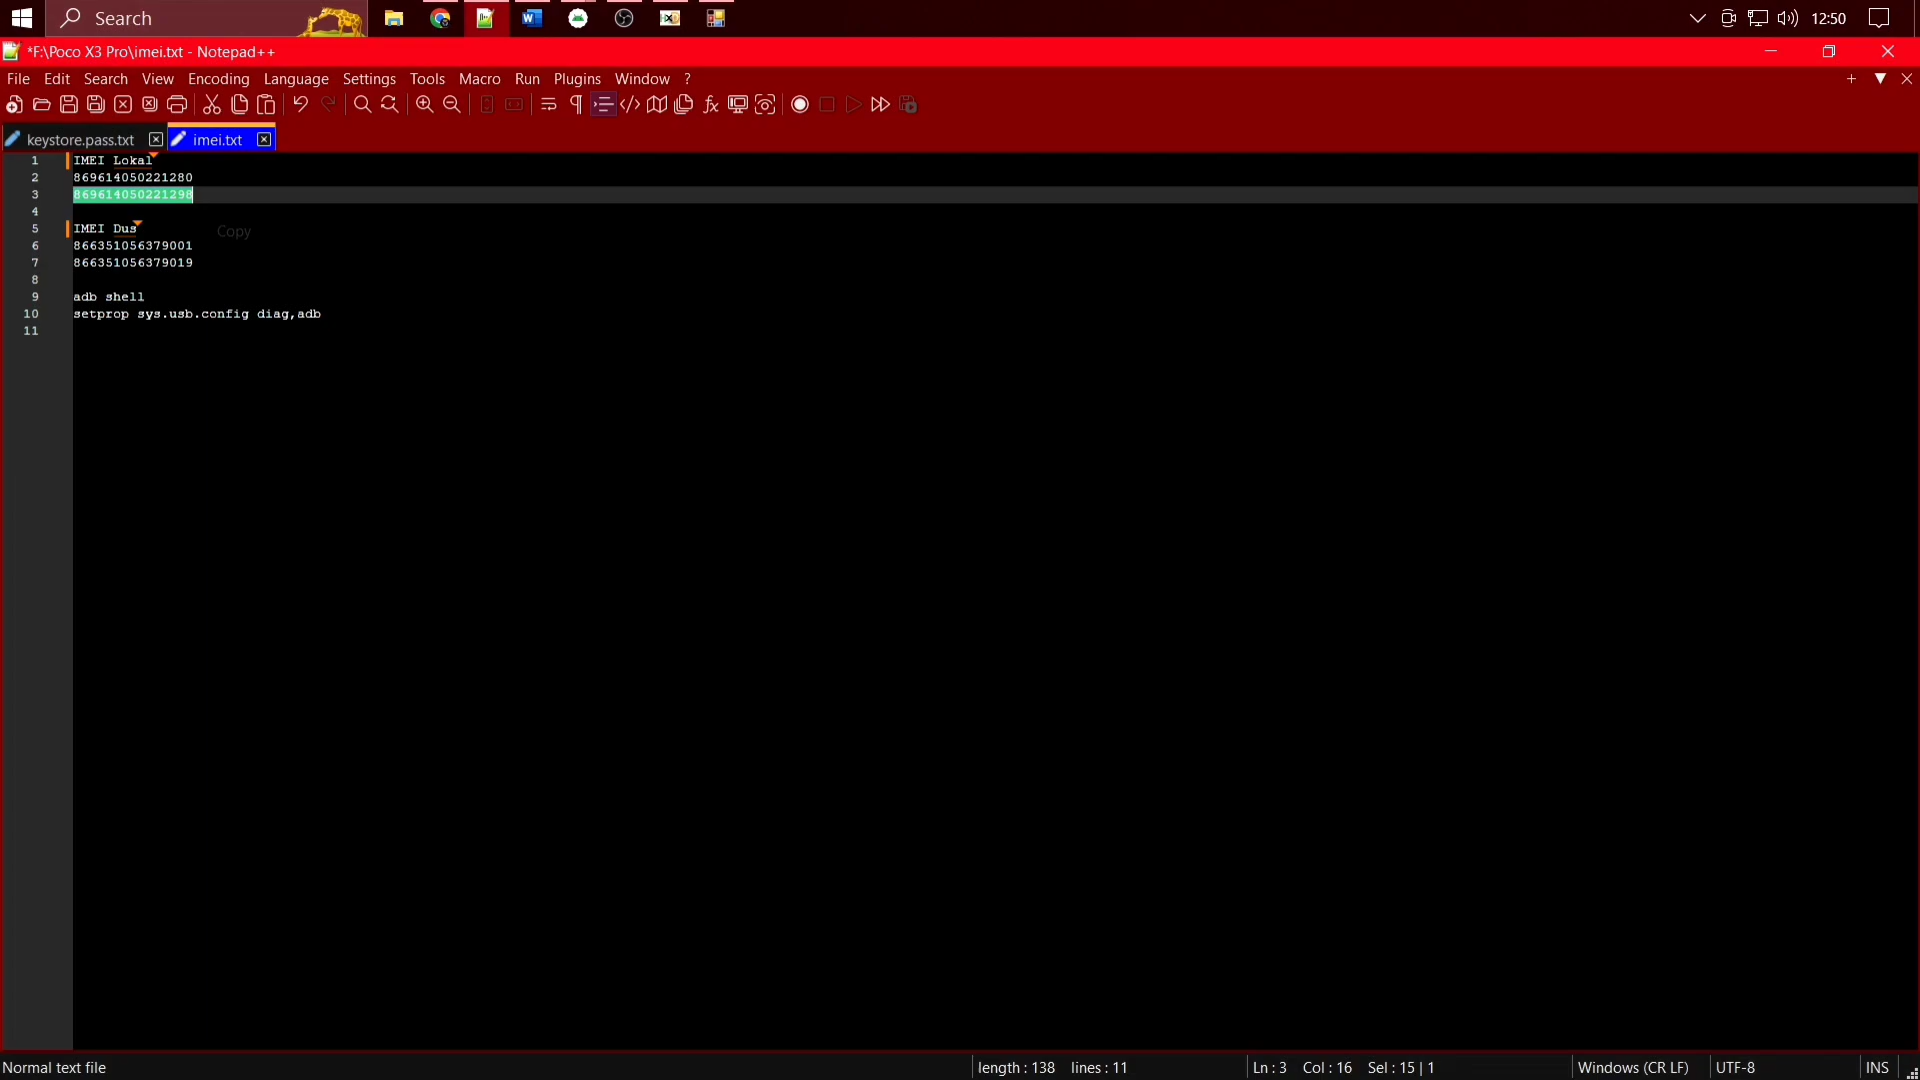 Search
12:50
*F:\Poco X3 Pro\imei.txt - Notepad++
File Edit Search View Encoding Language Settings Tools Macro Run Plugins Window ?
keystore.pass.txt imei.txt
1 IMEI Lokal
2 869614050221280
3 869614050221298
4
5 IMEI Dus
Copy
6 866351056379001
7 866351056379019
8
9 adb shell
10 setprop sys.usb.config diag,adb
11
Normal text file length : 138 lines : 11 Ln : 3 Col : 16 Sel : 15 | 1 Windows (CR LF) UTF-8 INS